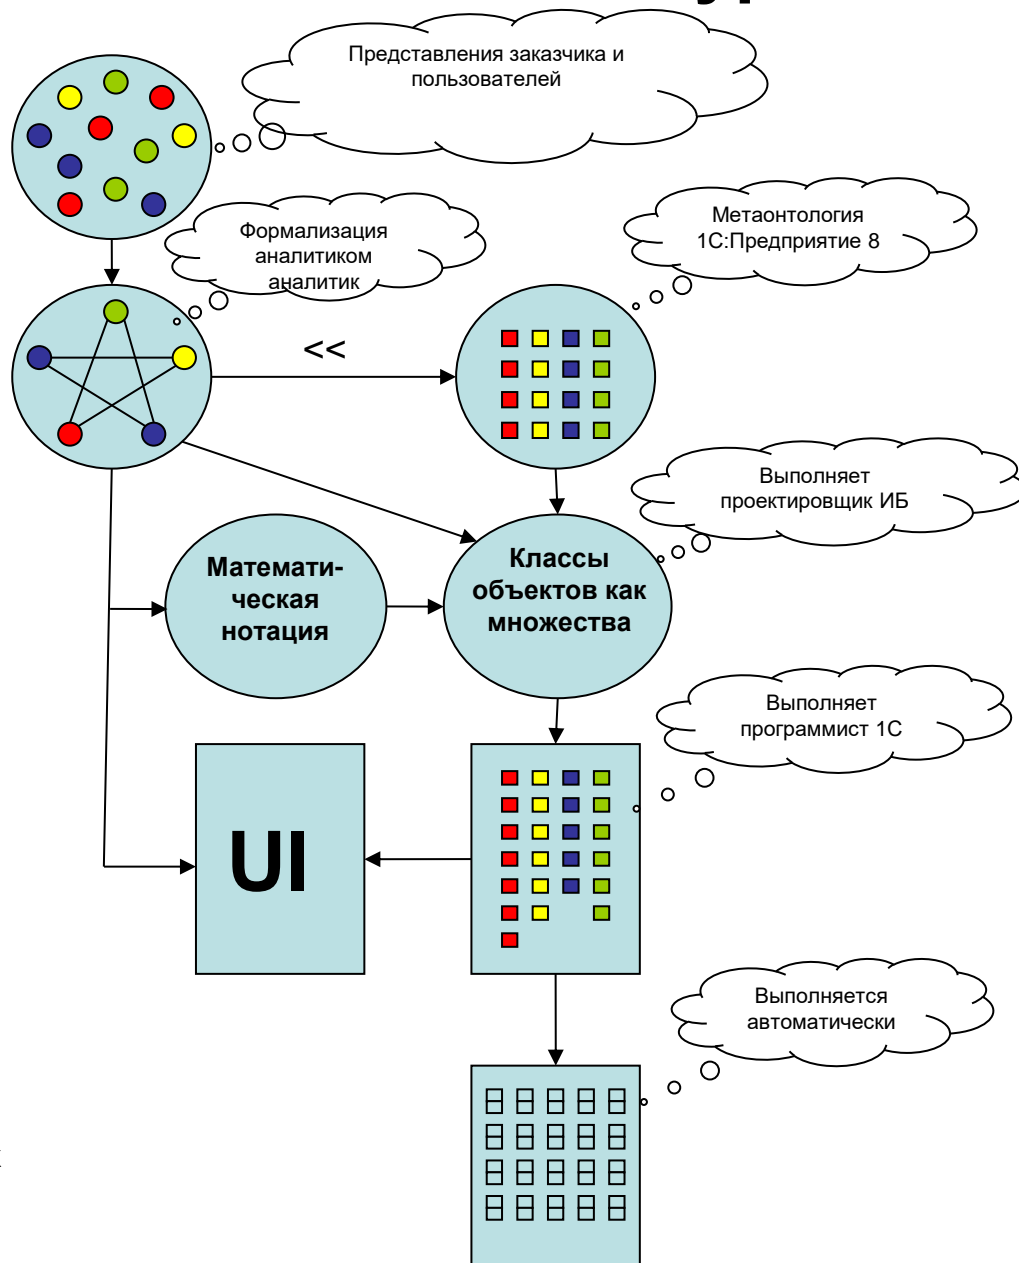 Представления заказчика и
пользователей
Формализация
аналитиком
аналитик
Метаонтология
1С:Предприятие 8
<<
Выполняет
проектировщик ИБ
Математи-
ческая
нотация
Классы
объектов как
множества
Выполняет
программист 1С
UI
Выполняется
автоматически